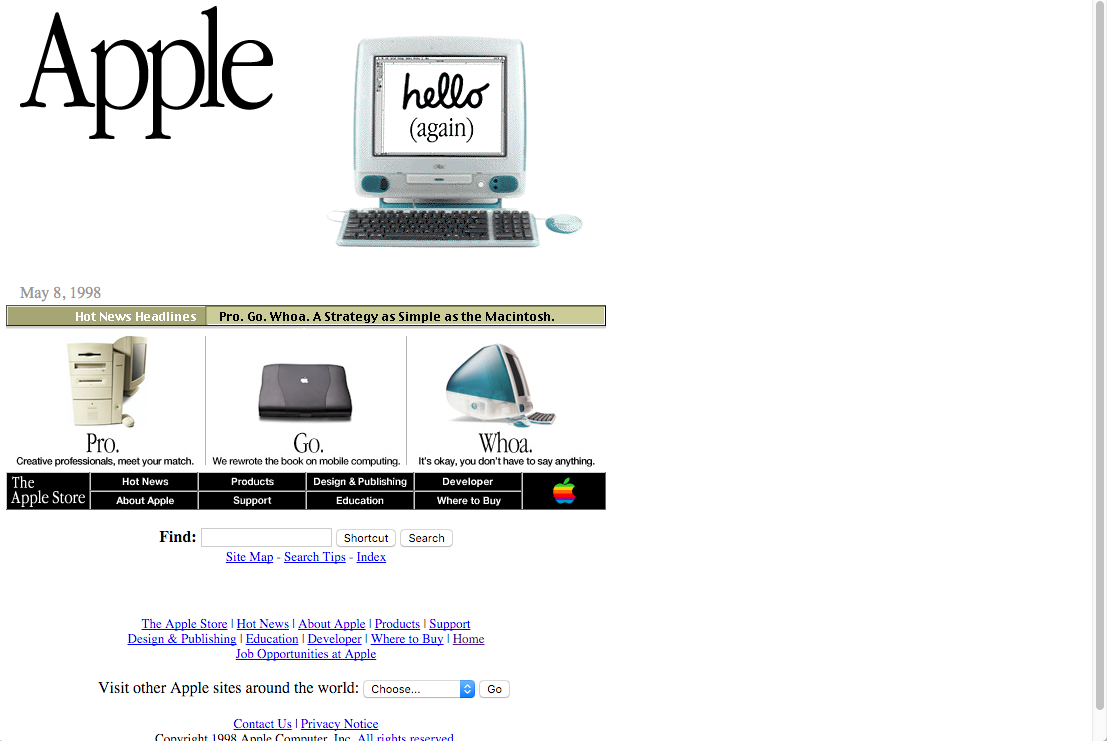 Apple
hello
(again)
May 8, 1998
Hot News Headlines Pro. Go. Whoa. A Strategy as Simple as the Macintosh.
Pro. Go. Whoa.
Creative professionals, meet your match. We rewrote the book on mobile computing. It's okay, you don't have to say anything.
The Apple Store
Hot News Products Design & Publishing Developer
About Apple Support Education Where to Buy
Find: Shortcut Search
Site Map - Search Tips - Index
The Apple Store | Hot News | About Apple | Products | Support
Design & Publishing | Education | Developer | Where to Buy | Home
Job Opportunities at Apple
Visit other Apple sites around the world: Choose... Go
Contact Us | Privacy Notice
Copyright 1998 Apple Computer, Inc. All rights reserved.